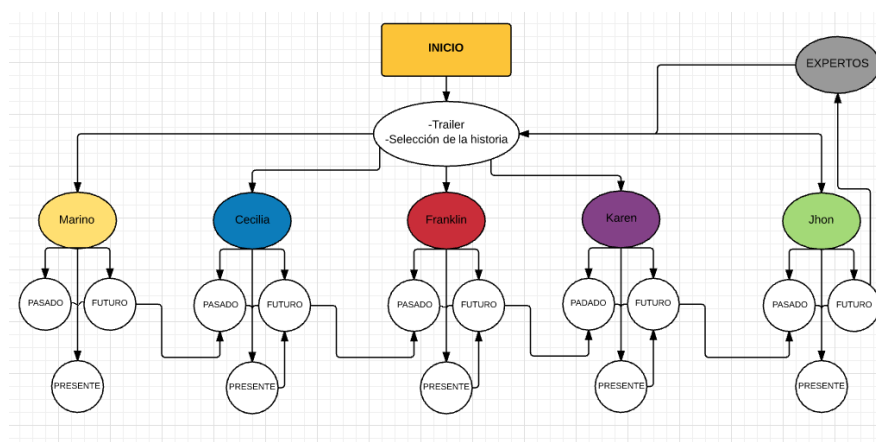 INICIO
EXPERTOS
-Trailer
-Selección de la historia
Marino
Cecilia
Franklin
Karen
Jhon
PASADO
FUTURO
PASADO
FUTURO
PASADO
FUTURO
PADADO
FUTURO
PASADO
FUTURO
PRESENTE
PRESENTE
PRESENTE
PRESENTE
PRESENTE